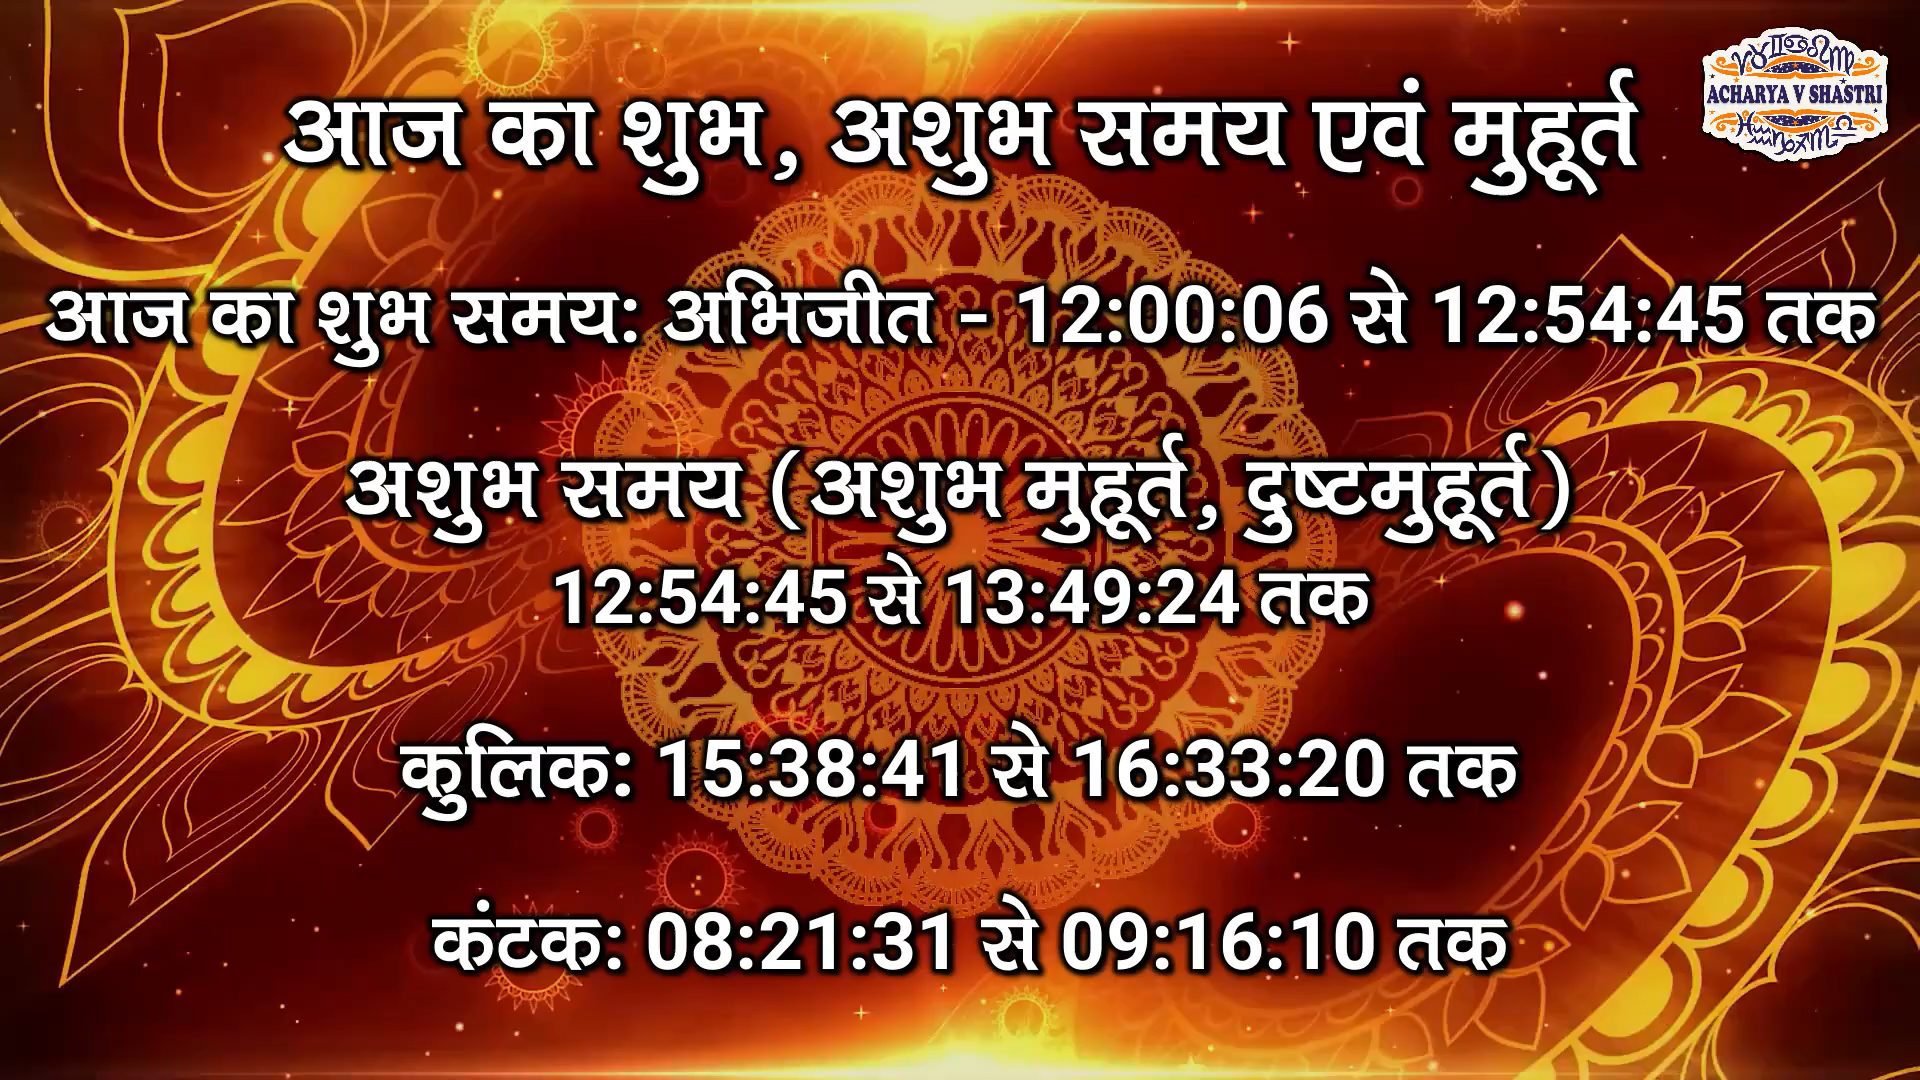 ACHARYA V SHASTRI
आज का शुभ, अशुभ समय एवं मुहूर्त
आज का शुभ समय: अभिजीत - 12:00:06 से 12:54:45 तक
अशुभ समय (अशुभ मुहूर्त, दुष्टमुहूर्त)
12:54:45 से 13:49:24 तक
कुलिक: 15:38:41 से 16:33:20 तक
कंटक: 08:21:31 से 09:16:10 तक